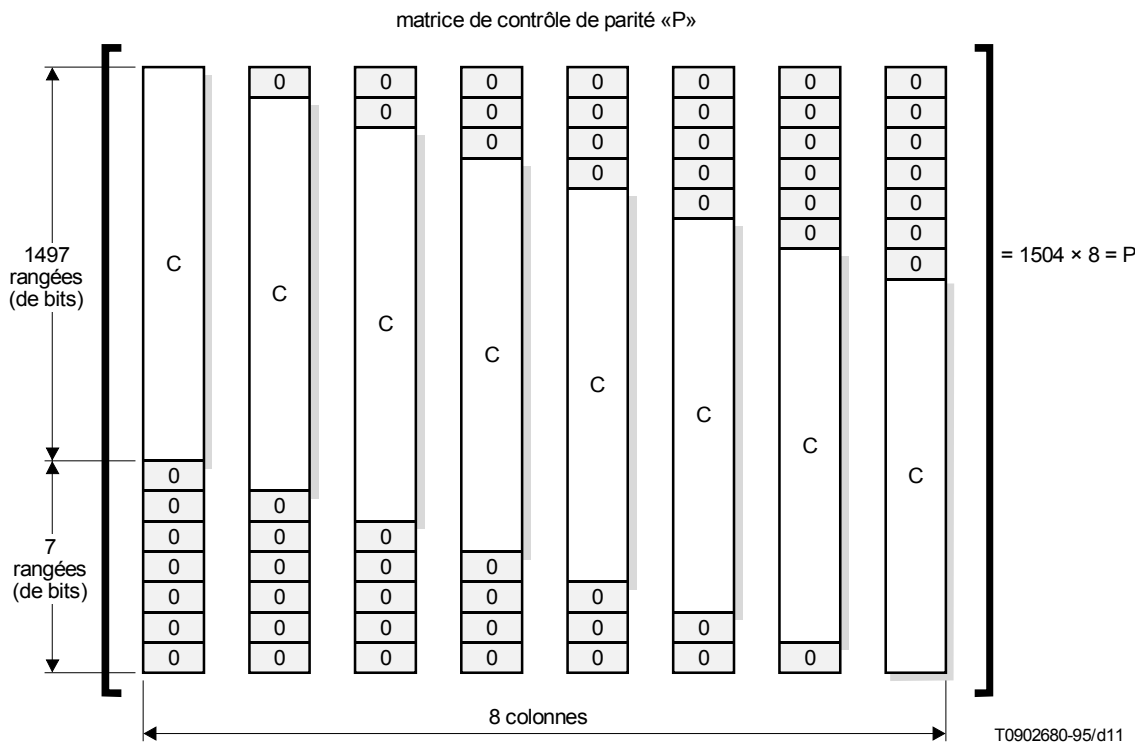 matrice de contrôle de parité «P»
0 0 0 0 0 0 0
0 0 0 0 0 0
0 0 0 0 0
0 0 0 0
0 0 0
0 0
0
1497
rangées
(de bits)
= 1504 × 8 = P
C
C
C
C
C
C
C
C
0
0 0
0 0 0
0 0 0 0
0 0 0 0 0
0 0 0 0 0 0
0 0 0 0 0 0 0
7
rangées
(de bits)
8 colonnes
T0902680-95/d11